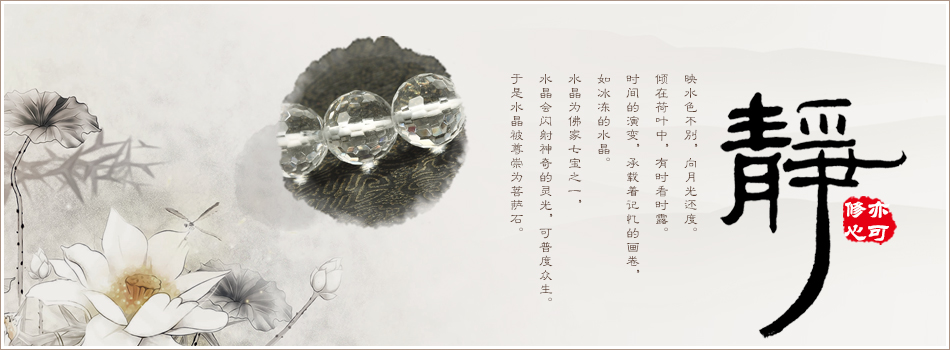 靜
亦可
修心
映水色不别，向月光还度。
倾在荷叶中，有时看时露。
时间的演变，承载着记忆的画卷，
如冰冻的水晶。
水晶为佛家七宝之一，
水晶会闪射神奇的灵光，可普度众生。
于是水晶被尊崇为菩萨石。